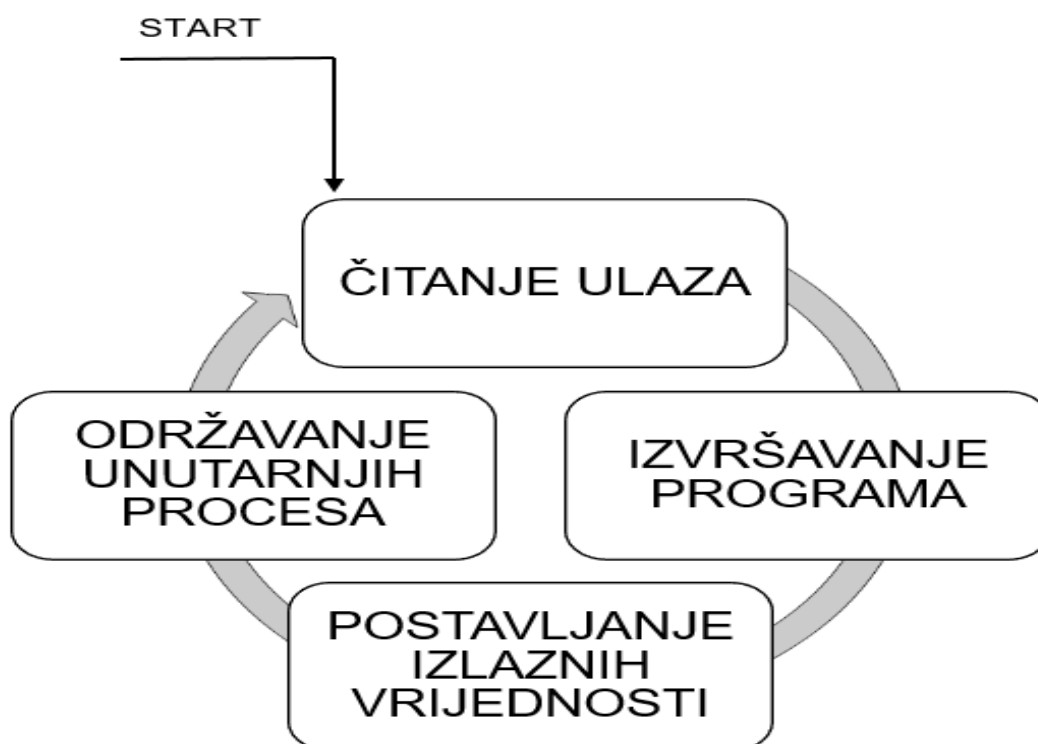 START
ČITANJE ULAZA
IZVRŠAVANJE
PROGRAMA
POSTAVLJANJE
IZLAZNIH
VRIJEDNOSTI
ODRŽAVANJE
UNUTARNJIH
PROCESA